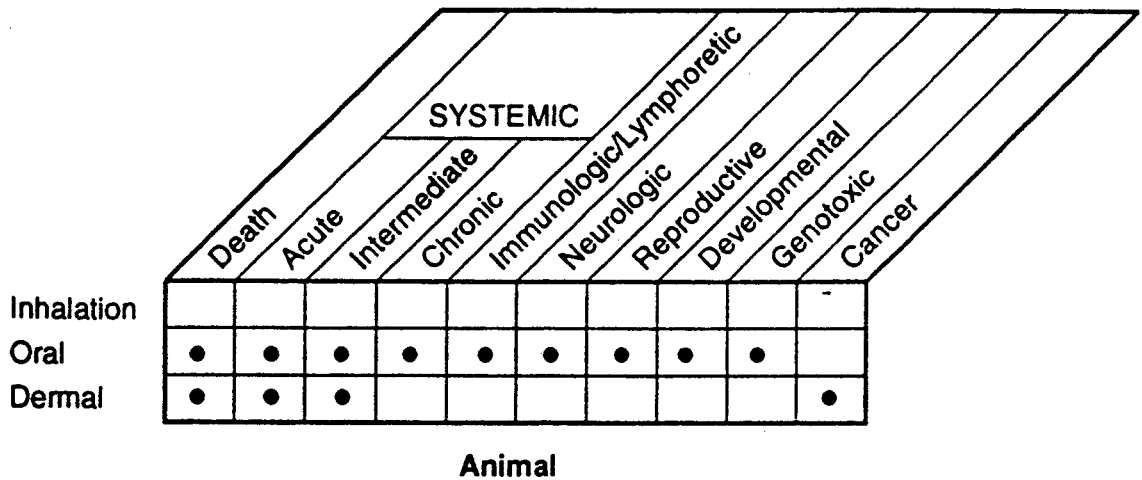 SYSTEMIC
Death
Acute
Intermediate
Chronic
Immunologic/Lymphoretic
Neurologic
Reproductive
Developmental
Genotoxic
Cancer
Inhalation
Oral ● ● ● ● ● ● ● ● ●
Dermal ● ● ● ●
Animal